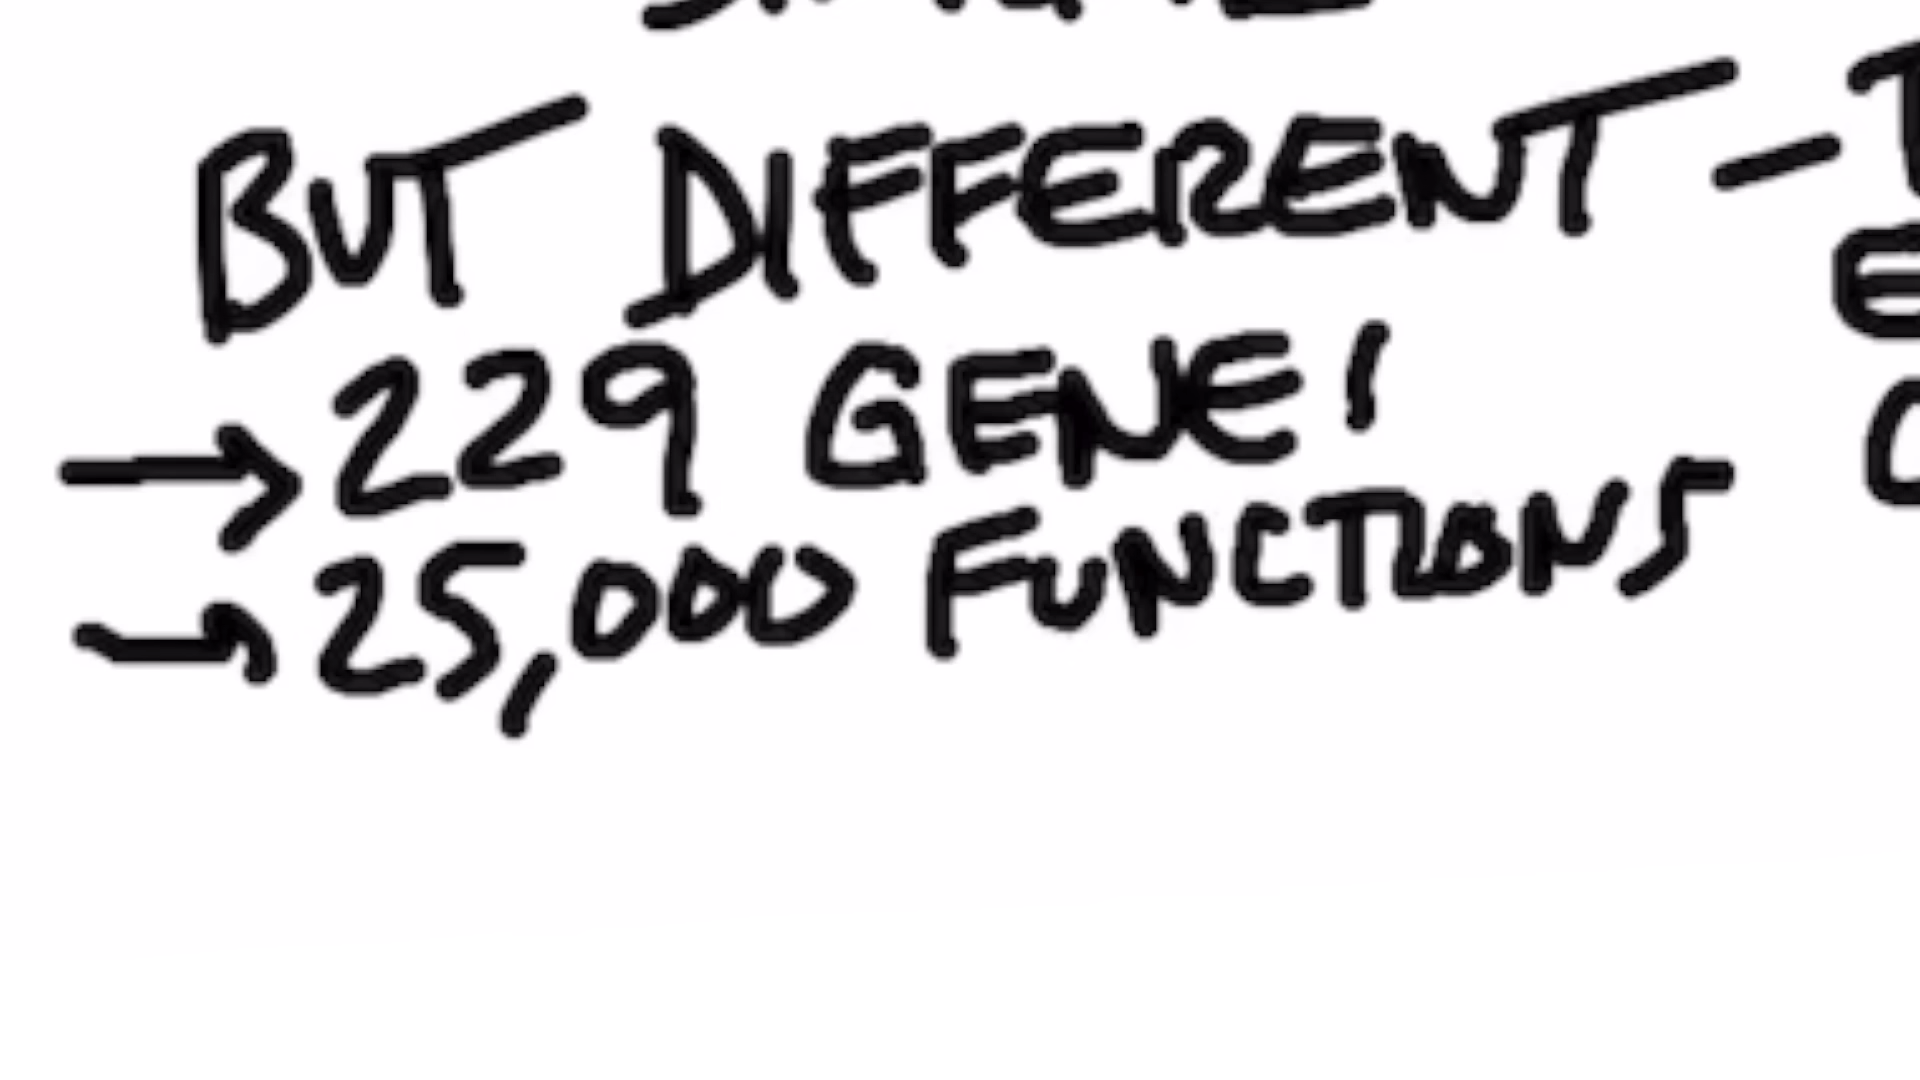 BUT DIFFERENT -
→ 229 GENE!
→ 25,000 FUNCTIONS